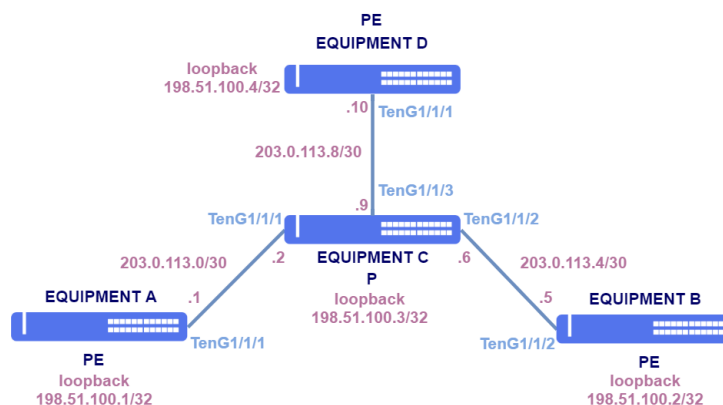 PE
EQUIPMENT D
loopback
198.51.100.4/32
.10
TenG1/1/1
203.0.113.8/30
TenG1/1/3
.9
TenG1/1/1
TenG1/1/2
.2
EQUIPMENT C
.6
203.0.113.0/30
P
203.0.113.4/30
loopback
198.51.100.3/32
EQUIPMENT A
.1
.5
EQUIPMENT B
TenG1/1/1
TenG1/1/2
PE
loopback
198.51.100.1/32
PE
loopback
198.51.100.2/32